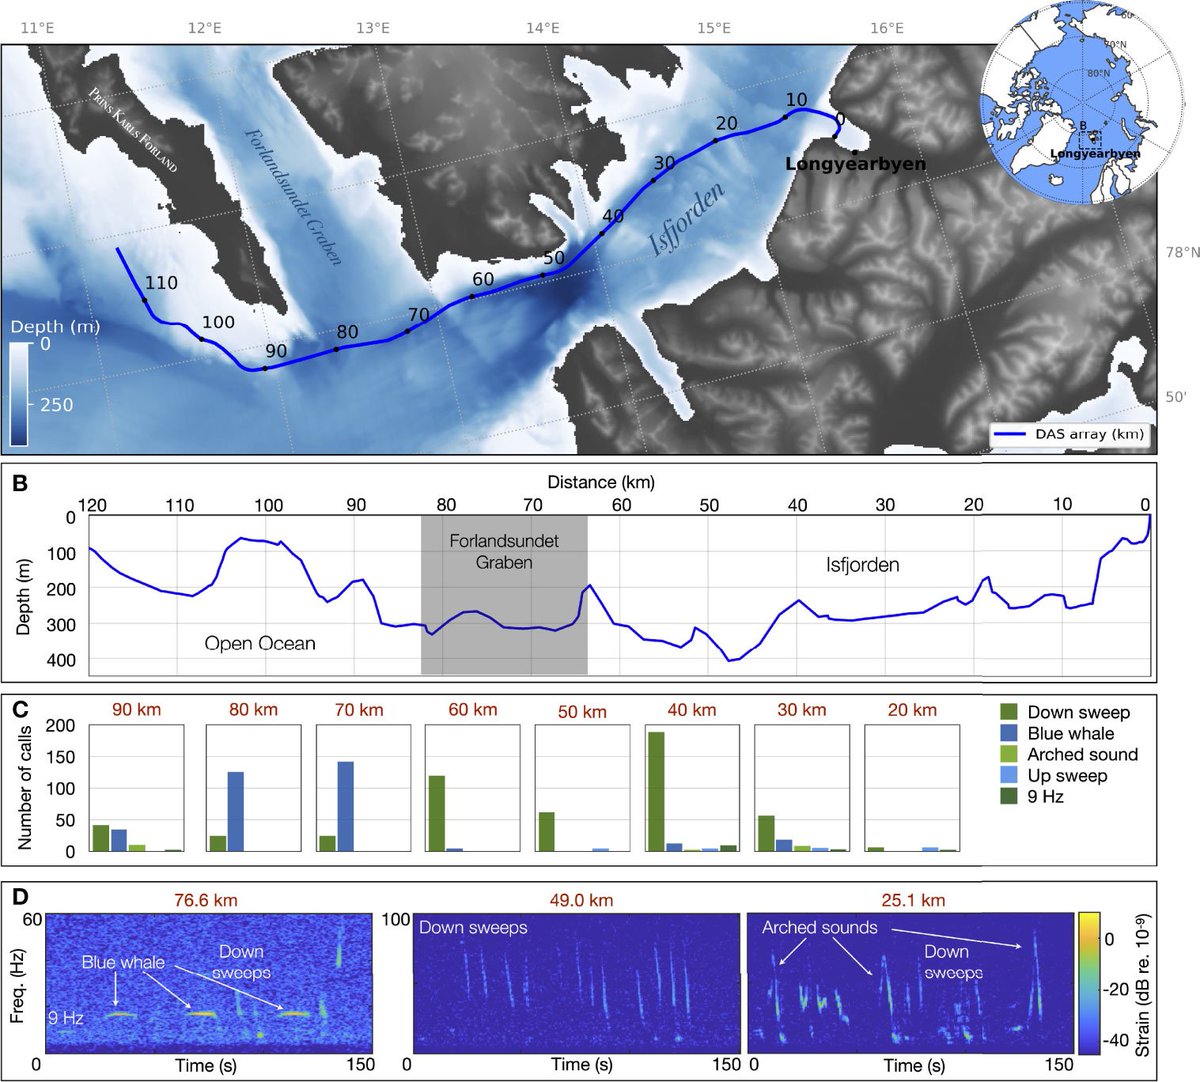 11°E 12°E 13°E 14°E 15°E 16°E
60°
70°N
80°N
B
Longyearbyen
PRINS KARLS FORLAND
Forlandsundet Graben
Isfjorden
Longyearbyen
0
10
20
30
40
50
60
70
80
90
100
110
78°N
50'
Depth (m)
0
250
DAS array (km)
B
Distance (km)
120 110 100 90 80 70 60 50 40 30 20 10 0
Depth (m)
0
100
200
300
400
Forlandsundet
Graben
Isfjorden
Open Ocean
C
90 km 80 km 70 km 60 km 50 km 40 km 30 km 20 km
Number of calls
200
150
100
50
0
Down sweep
Blue whale
Arched sound
Up sweep
9 Hz
D
76.6 km 49.0 km 25.1 km
Freq. (Hz)
60
0
Blue whale
Down
sweeps
9 Hz
Time (s)
150
100
0
Down sweeps
Time (s)
150
Arched sounds
Down
sweeps
0
Time (s)
150
0
-20
-40
Strain (dB re. 10⁻⁹)